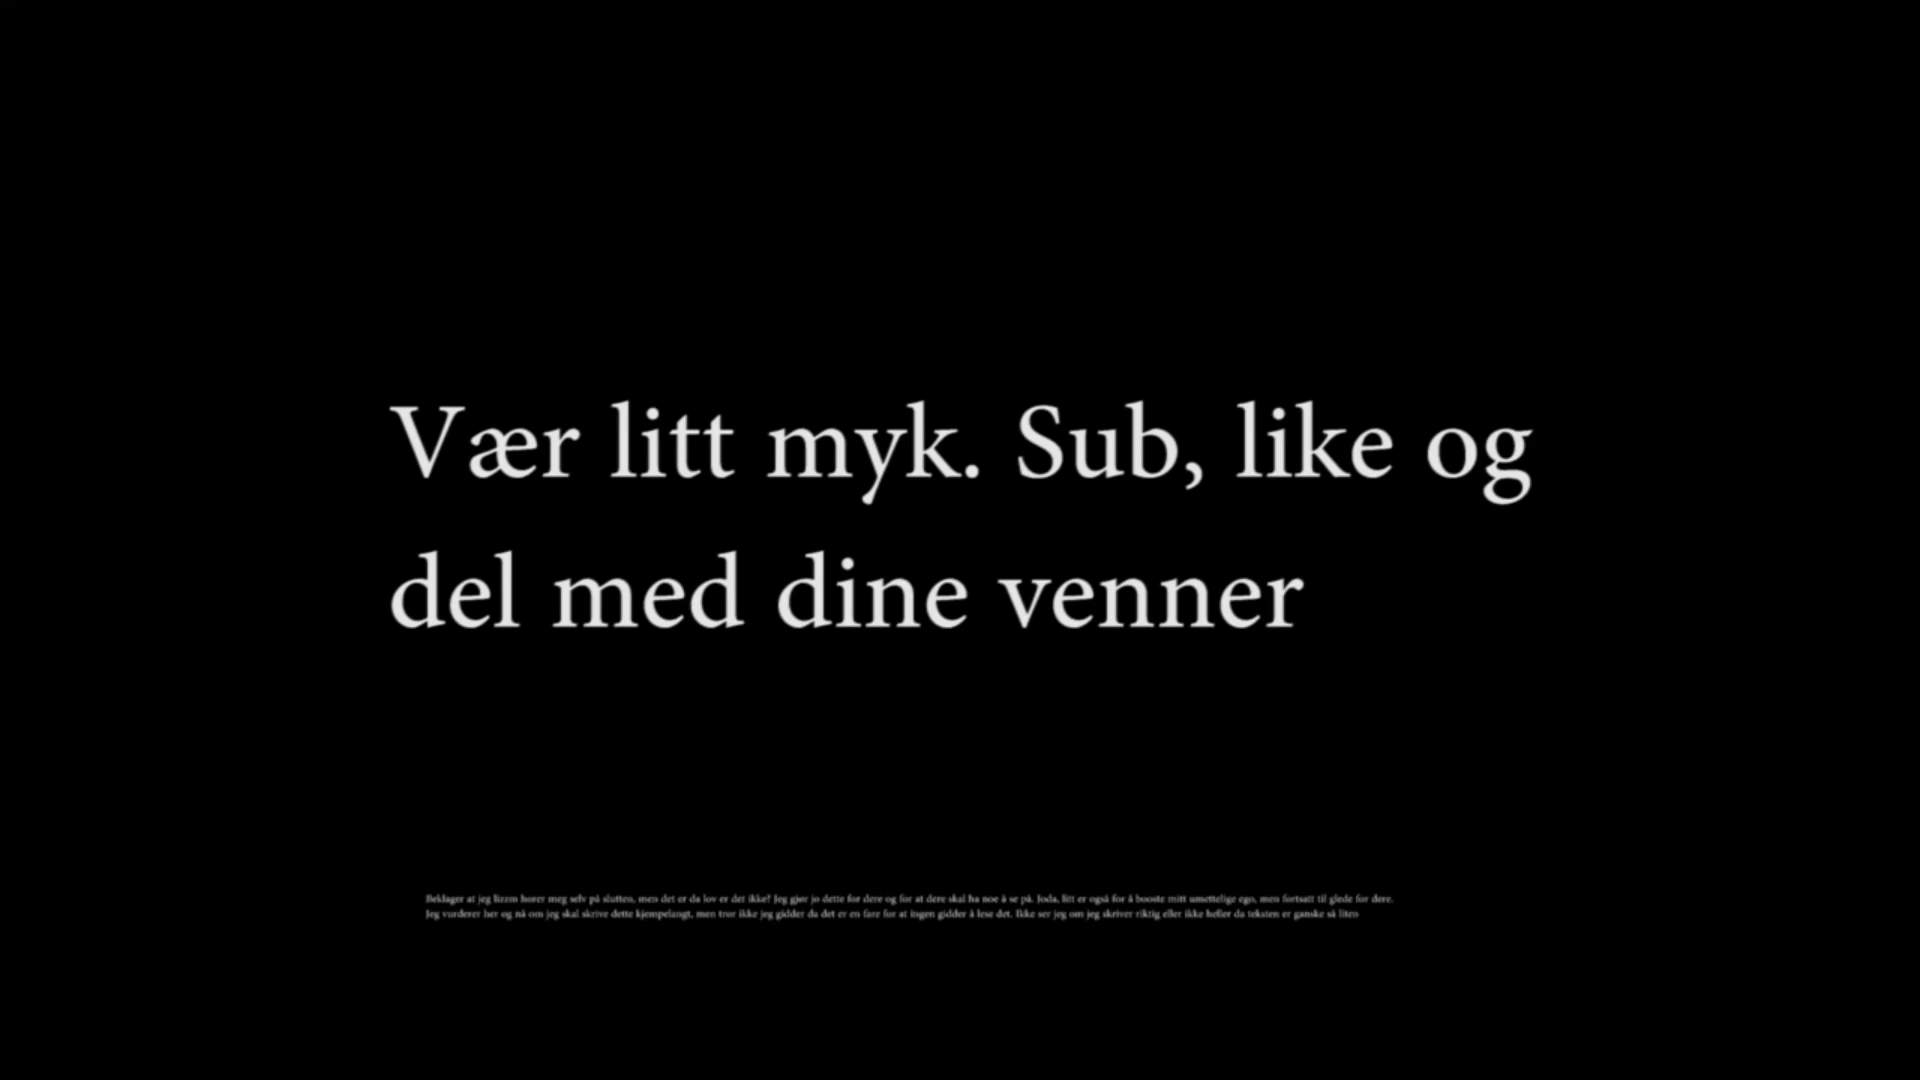 Vær litt myk. Sub, like og
del med dine venner
Beklager at jeg lizzm horer meg selv på slutten, men det er da lov er det ikke? Jeg gjør jo dette for dere og for at dere skal ha noe å se på. Joda, litt er også for å booste mitt umettelige ego, men fortsatt til glede for dere.
Jeg vurderer her og nå om jeg skal skrive dette kjempelangt, men tror ikke jeg gidder da det er en fare for at ingen gidder å lese det. Ikke ser jeg om jeg skriver riktig eller ikke heller da teksten er ganske så liten